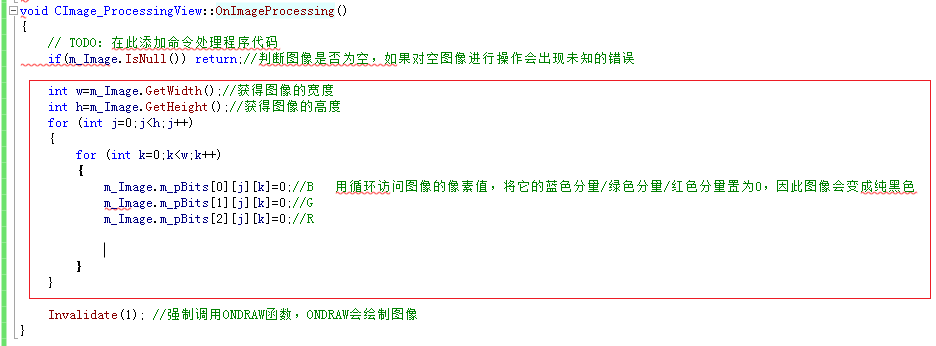 void CImage_ProcessingView::OnImageProcessing()
{
// TODO: 在此添加命令处理程序代码
if(m_Image.IsNull()) return;//判断图像是否为空，如果对空图像进行操作会出现未知的错误
int w=m_Image.GetWidth();//获得图像的宽度
int h=m_Image.GetHeight();//获得图像的高度
for (int j=0;j<h;j++)
{
for (int k=0;k<w;k++)
{
m_Image.m_pBits[0][j][k]=0;//B 用循环访问图像的像素值，将它的蓝色分量/绿色分量/红色分量置为0，因此图像会变成纯黑色
m_Image.m_pBits[1][j][k]=0;//G
m_Image.m_pBits[2][j][k]=0;//R
}
}
Invalidate(1); //强制调用ONDRAW函数，ONDRAW会绘制图像
}